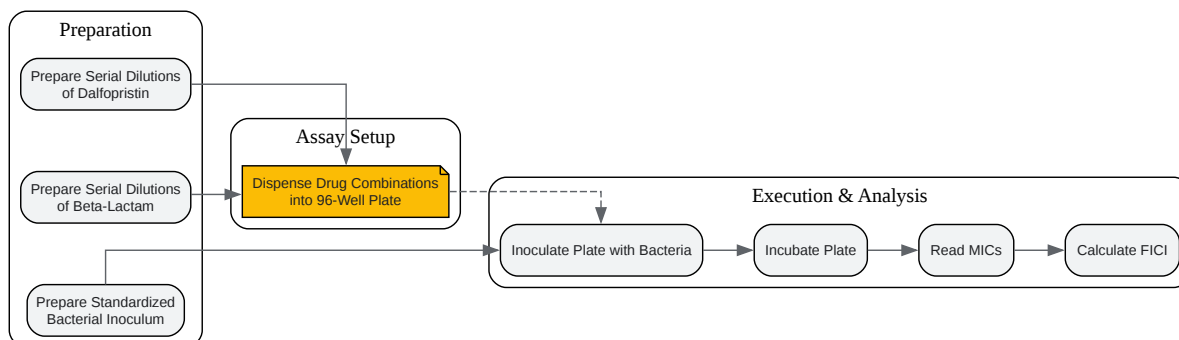 Preparation
Prepare Serial Dilutions
of Dalfopristin
Prepare Serial Dilutions
of Beta-Lactam
Prepare Standardized
Bacterial Inoculum
Assay Setup
Dispense Drug Combinations
into 96-Well Plate
Execution & Analysis
Inoculate Plate with Bacteria
Incubate Plate
Read MICs
Calculate FICI